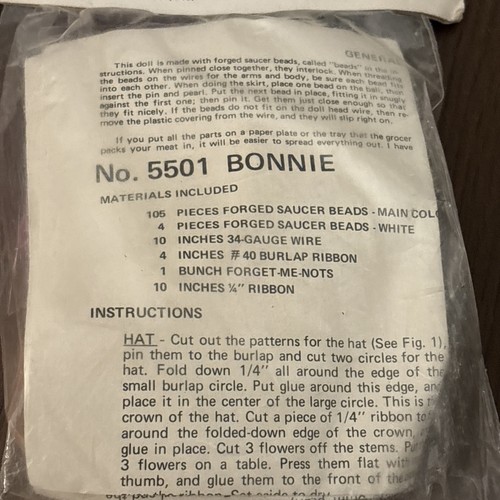 GENERAL
This doll is made with forged saucer beads, called "beads" in the in-
structions. When pinned close together, they interlock. When threading
the beads on the wires for the arms and body, be sure each bead fits
into each other. When doing the skirt, place one bead on the ball, then
insert the pin and pearl. Put the next bead in place, fitting it in snugly
against the first one; then pin it. Get them just close enough so that
they fit nicely. If the beads do not fit on the doll head wire, then re-
move the plastic covering from the wire, and they will slip right on.
If you put all the parts on a paper plate or the tray that the grocer
packs your meat in, it will be easier to spread everything out. I have
No. 5501 BONNIE
MATERIALS INCLUDED
105 PIECES FORGED SAUCER BEADS - MAIN COLO
4 PIECES FORGED SAUCER BEADS - WHITE
10 INCHES 34-GAUGE WIRE
4 INCHES #40 BURLAP RIBBON
1 BUNCH FORGET-ME-NOTS
10 INCHES ¼" RIBBON
INSTRUCTIONS
HAT - Cut out the patterns for the hat (See Fig. 1),
pin them to the burlap and cut two circles for the
hat. Fold down 1/4" all around the edge of the
small burlap circle. Put glue around this edge, and
place it in the center of the large circle. This is
crown of the hat. Cut a piece of 1/4" ribbon to
around the folded-down edge of the crown,
glue in place. Cut 3 flowers off the stems.
3 flowers on a table. Press them flat with
thumb, and glue them to the front of the